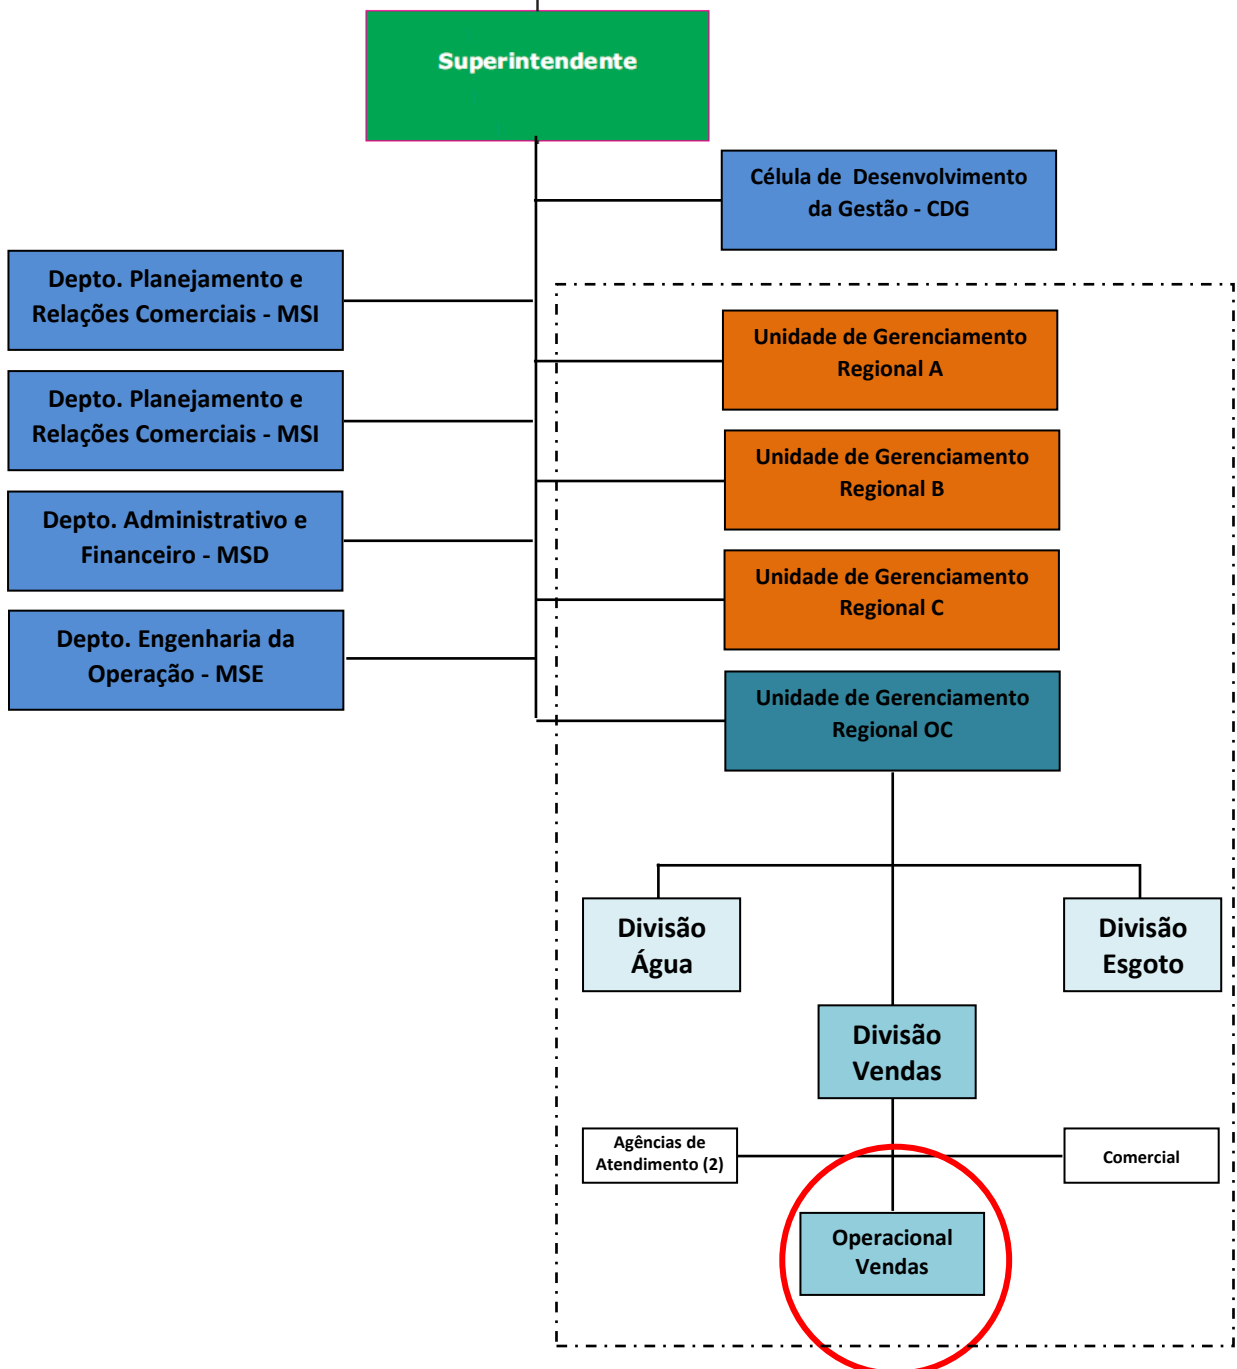 Superintendente
Célula de Desenvolvimento
da Gestão - CDG
Depto. Planejamento e
Relações Comerciais - MSI
Unidade de Gerenciamento
Regional A
Depto. Planejamento e
Relações Comerciais - MSI
Unidade de Gerenciamento
Regional B
Depto. Administrativo e
Financeiro - MSD
Unidade de Gerenciamento
Regional C
Depto. Engenharia da
Operação - MSE
Unidade de Gerenciamento
Regional OC
Divisão
Água
Divisão
Esgoto
Divisão
Vendas
Agências de
Atendimento (2)
Comercial
Operacional
Vendas